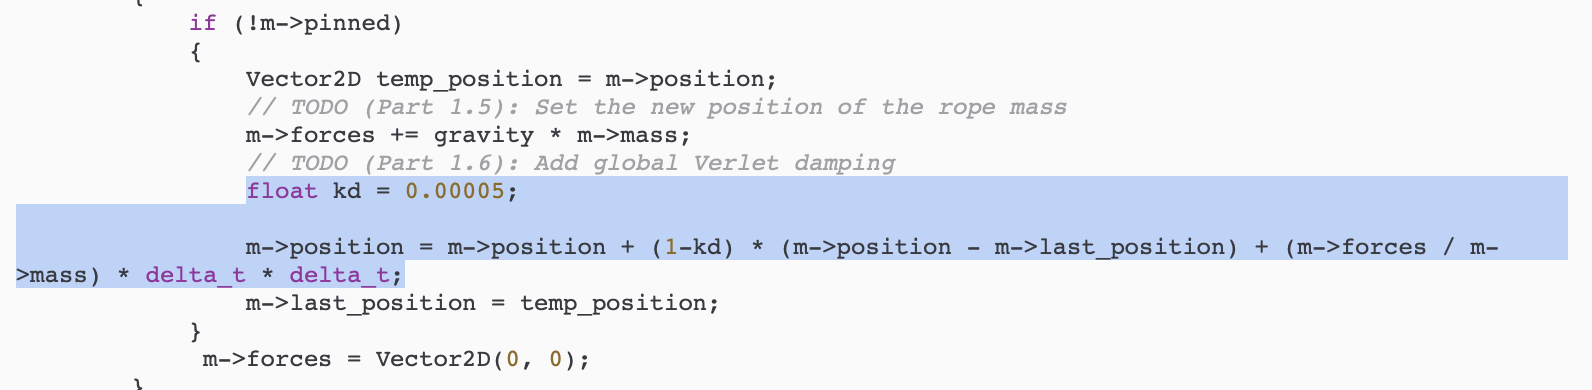 {
if (!m->pinned)
{
Vector2D temp_position = m->position;
// TODO (Part 1.5): Set the new position of the rope mass
m->forces += gravity * m->mass;
// TODO (Part 1.6): Add global Verlet damping
float kd = 0.00005;
m->position = m->position + (1-kd) * (m->position - m->last_position) + (m->forces / m-
>mass) * delta_t * delta_t;
m->last_position = temp_position;
}
m->forces = Vector2D(0, 0);
}